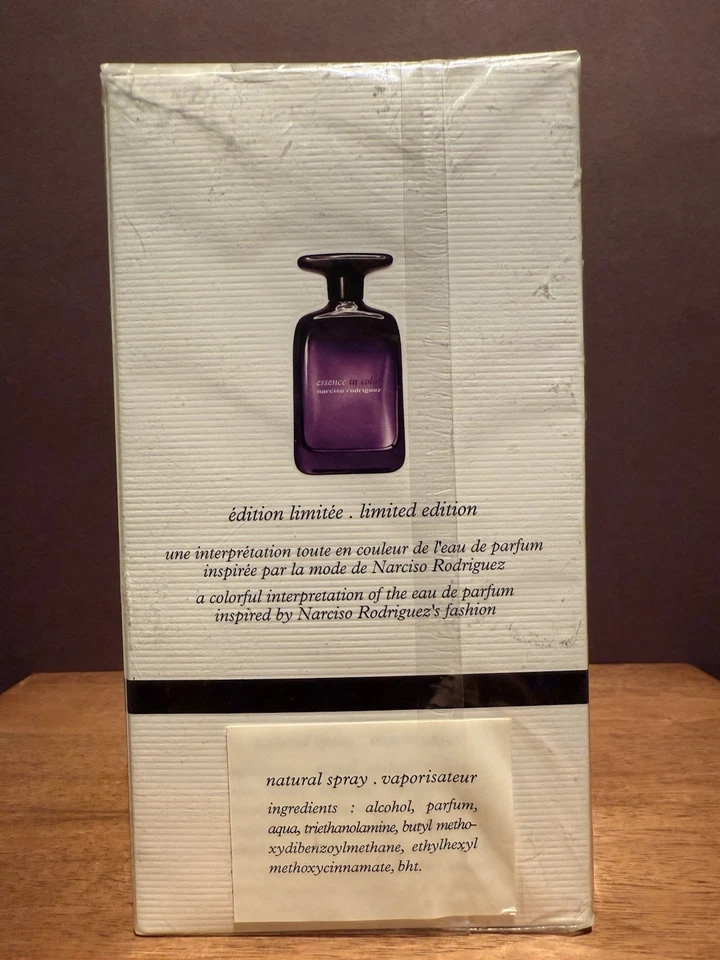 essence in color
narciso rodriguez
édition limitée . limited edition
une interprétation toute en couleur de l'eau de parfum
inspirée par la mode de Narciso Rodriguez
a colorful interpretation of the eau de parfum
inspired by Narciso Rodriguez's fashion
natural spray . vaporisateur
ingredients : alcohol, parfum,
aqua, triethanolamine, butyl metho-
xydibenzoylmethane, ethylhexyl
methoxycinnamate, bht.